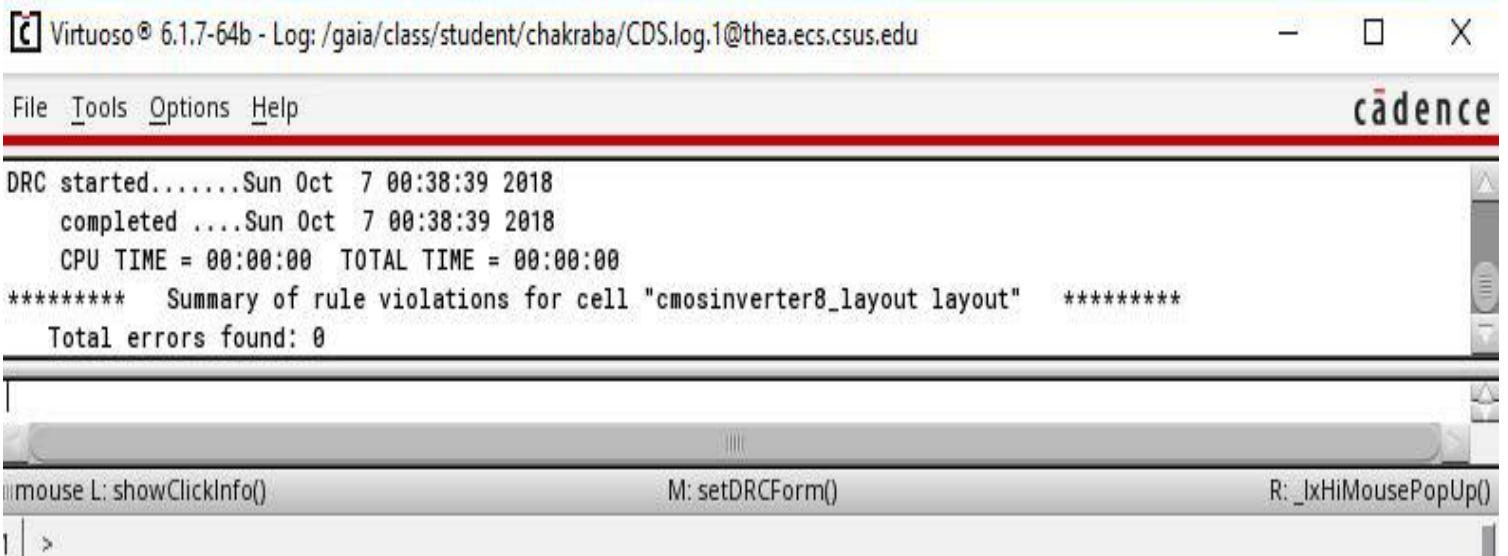 Virtuoso® 6.1.7-64b - Log: /gaia/class/student/chakraba/CDS.log.1@thea.ecs.csus.edu
File Tools Options Help
cādence
DRC started.......Sun Oct  7 00:38:39 2018
    completed ....Sun Oct  7 00:38:39 2018
    CPU TIME = 00:00:00  TOTAL TIME = 00:00:00
*********   Summary of rule violations for cell "cmosinverter8_layout layout"   *********
   Total errors found: 0
mouse L: showClickInfo() M: setDRCForm() R: _lxHiMousePopUp()
1 >